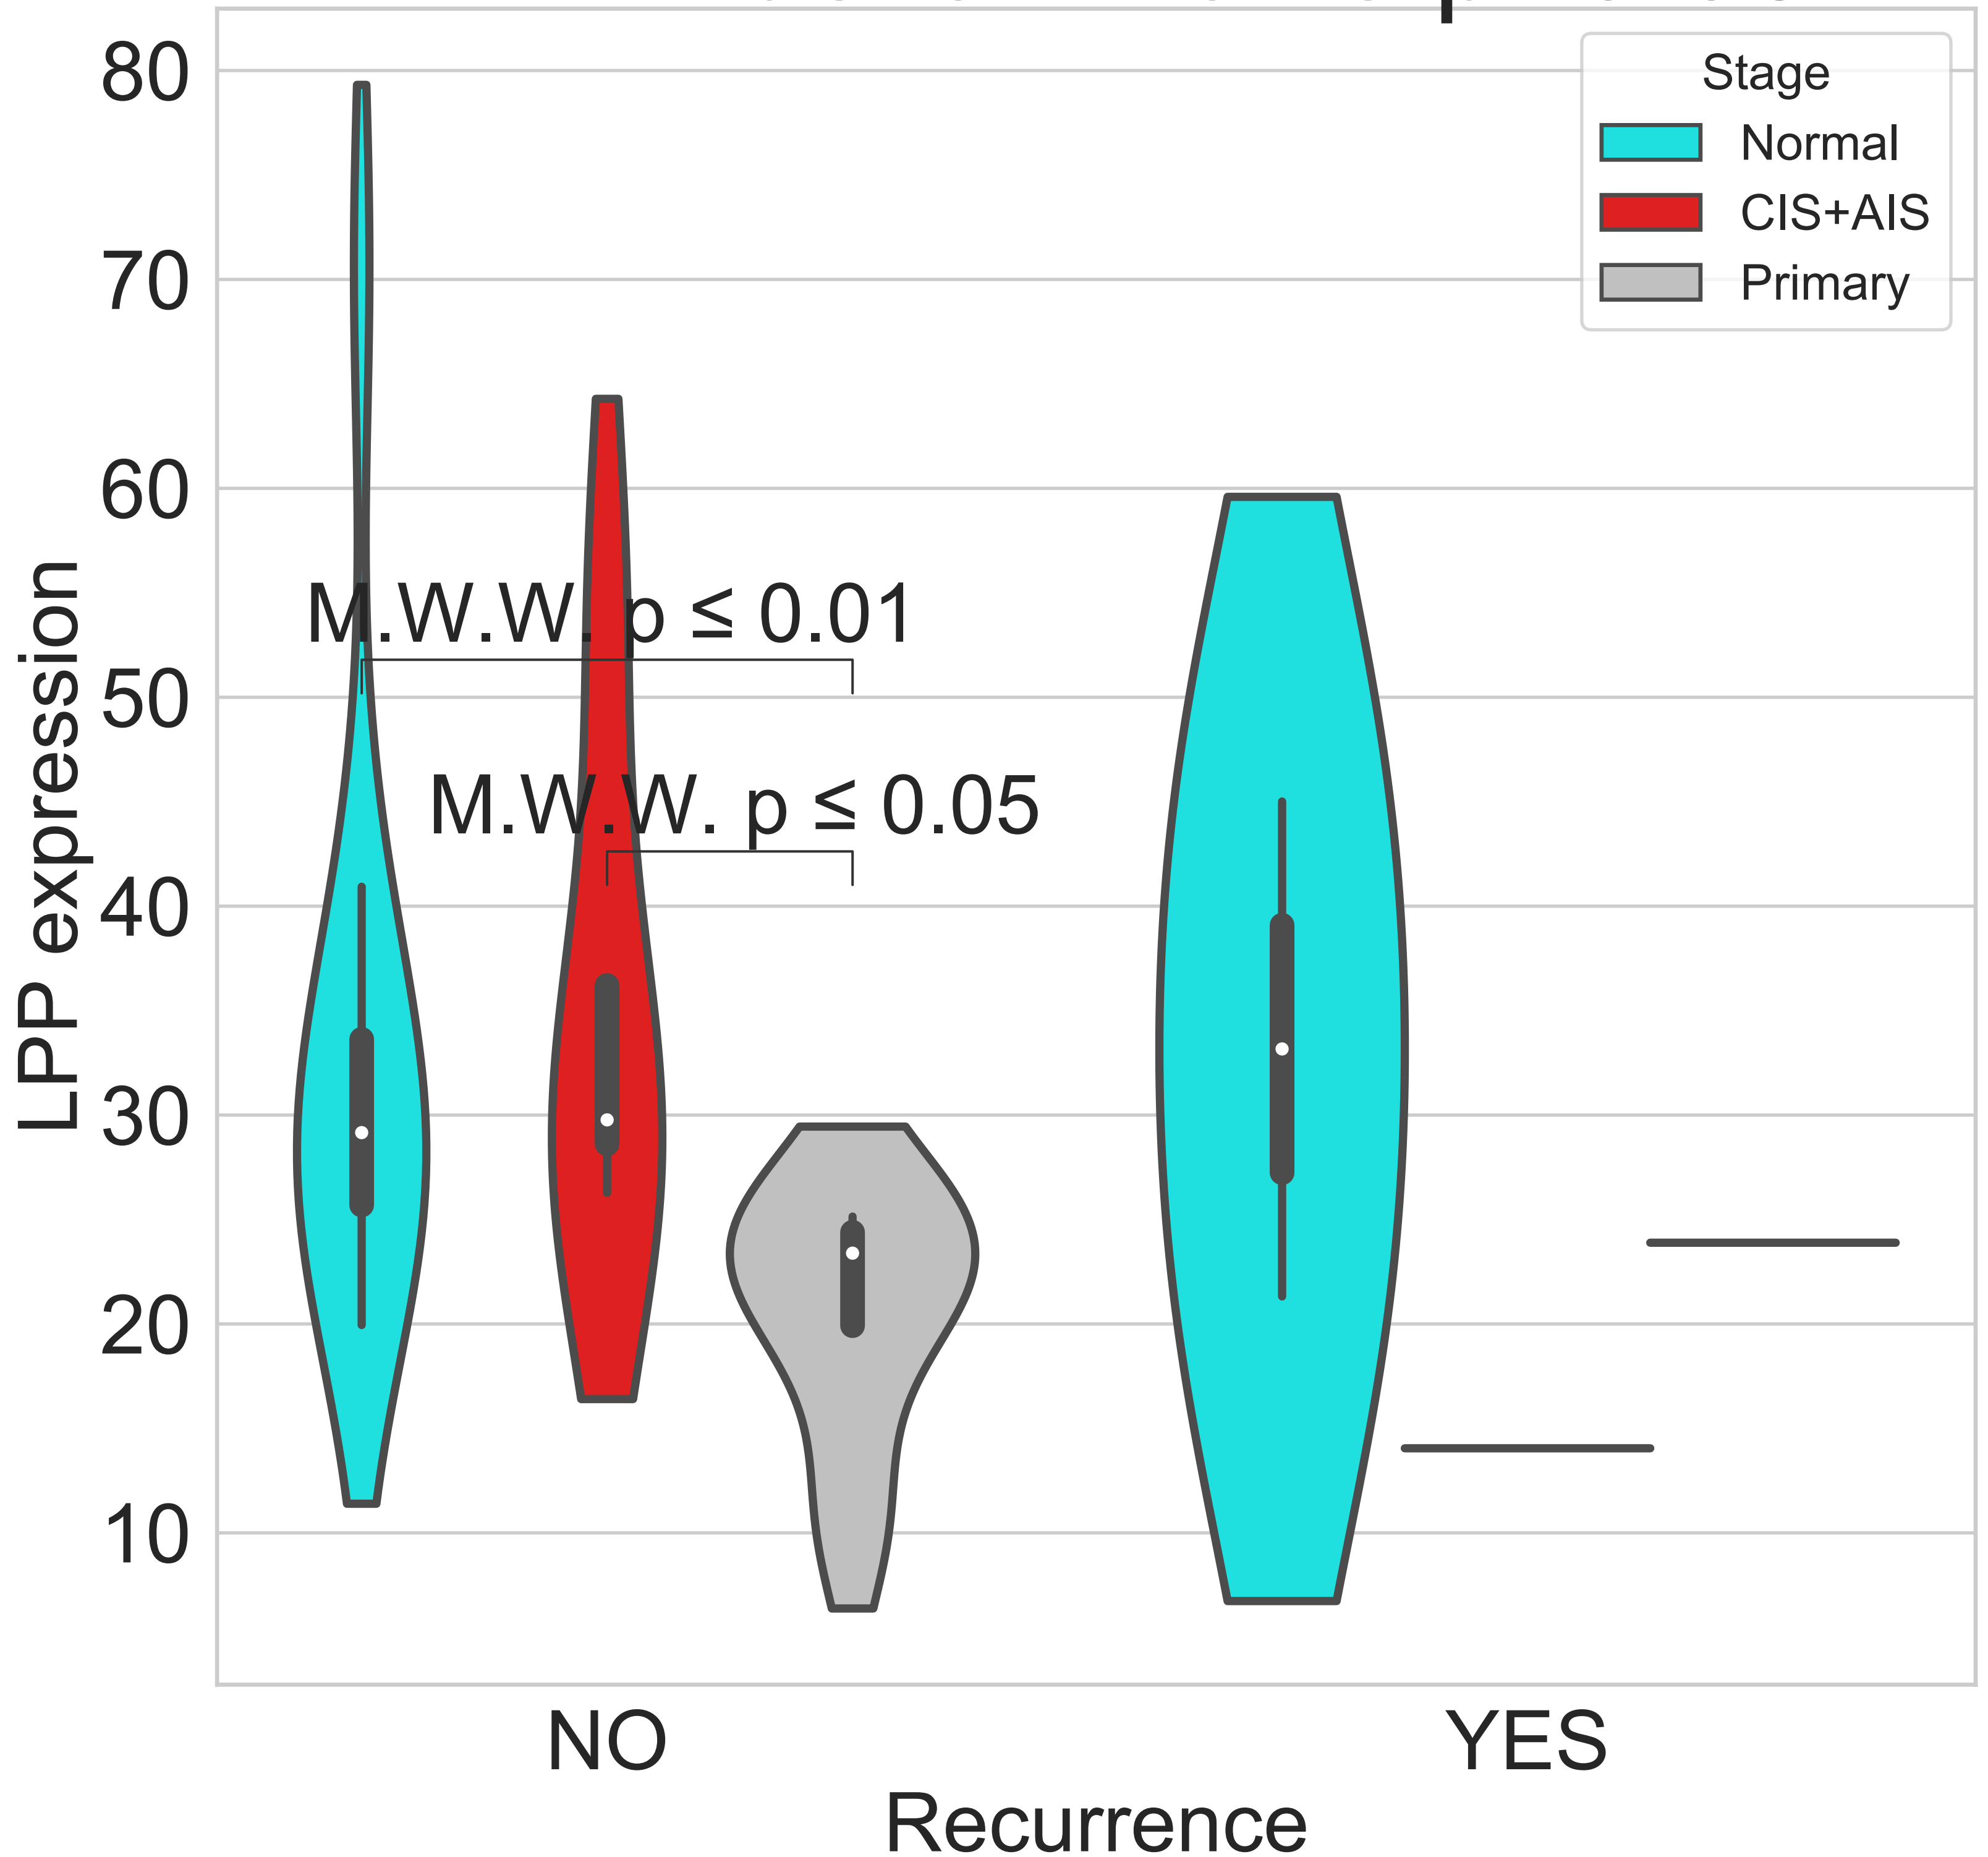 80
70
60
50
40
30
20
10
LPP expression
Stage
Normal
CIS+AIS
Primary
M.W.W. p ≤ 0.01
M.W.W. p ≤ 0.05
NO
YES
Recurrence